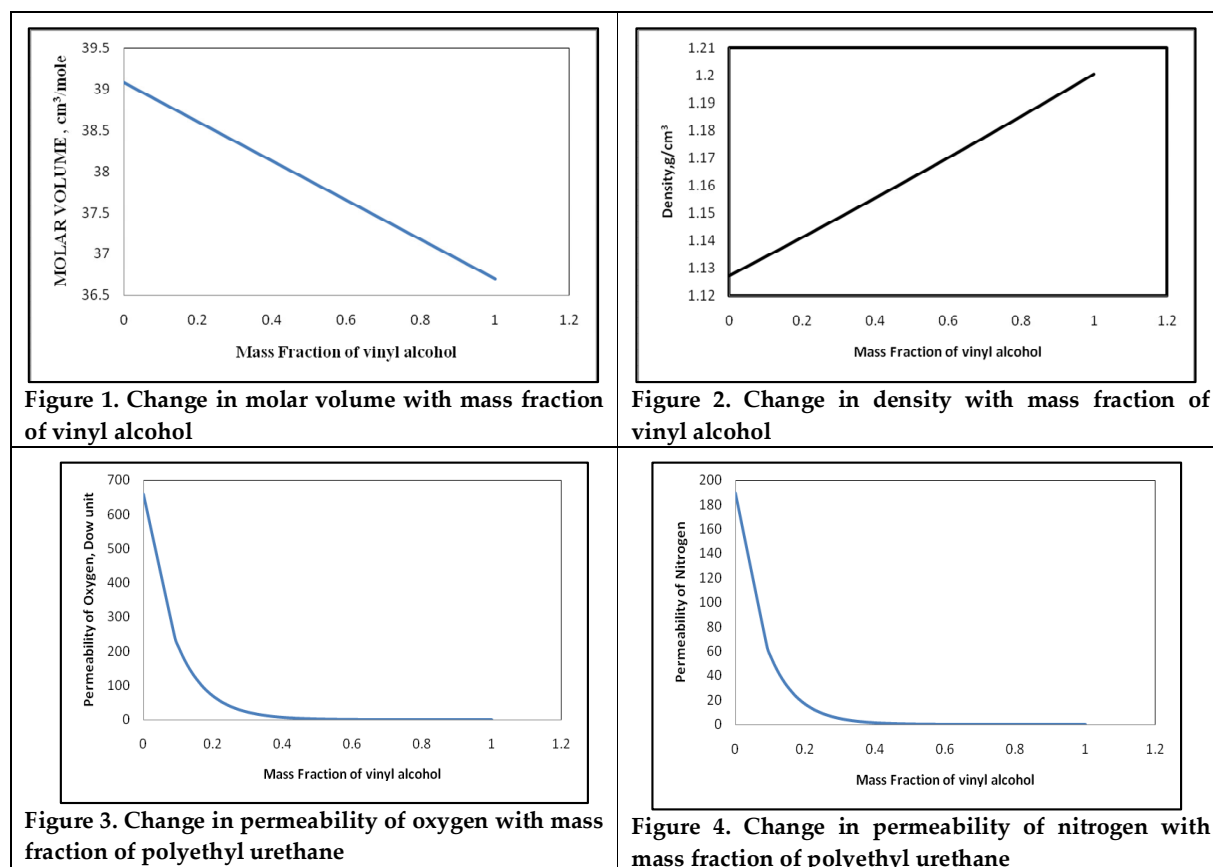 39.5
39
38.5
38
37.5
37
36.5
MOLAR VOLUME , cm³/mole
0 0.2 0.4 0.6 0.8 1 1.2
Mass Fraction of vinyl alcohol
Figure 1. Change in molar volume with mass fraction
of vinyl alcohol
1.21
1.2
1.19
1.18
1.17
1.16
1.15
1.14
1.13
1.12
Density,g/cm³
0 0.2 0.4 0.6 0.8 1 1.2
Mass Fraction of vinyl alcohol
Figure 2. Change in density with mass fraction of
vinyl alcohol
700
600
500
400
300
200
100
0
Permeability of Oxygen, Dow unit
0 0.2 0.4 0.6 0.8 1 1.2
Mass Fraction of vinyl alcohol
Figure 3. Change in permeability of oxygen with mass
fraction of polyethyl urethane
200
180
160
140
120
100
80
60
40
20
0
Permeability of Nitrogen
0 0.2 0.4 0.6 0.8 1 1.2
Mass Fraction of vinyl alcohol
Figure 4. Change in permeability of nitrogen with
mass fraction of polyethyl urethane